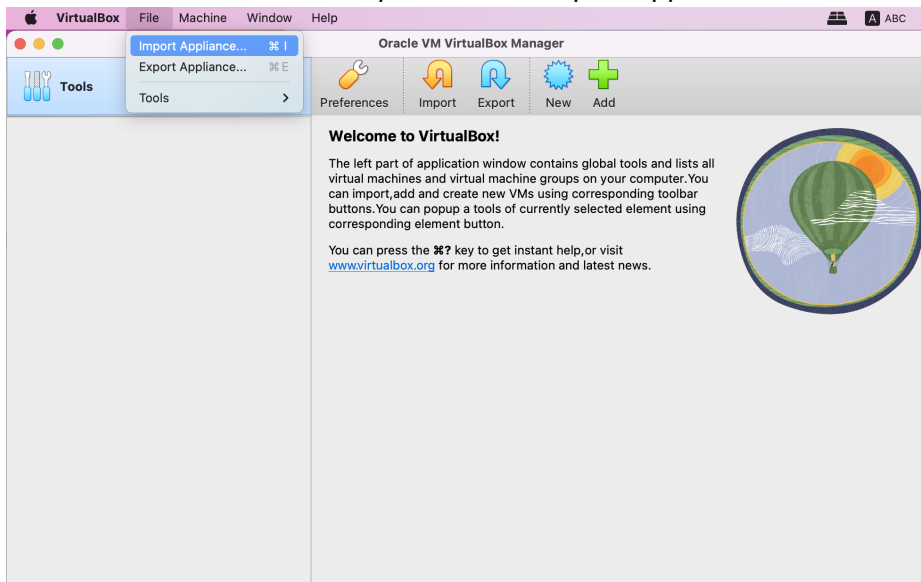 VirtualBox File Machine Window Help A ABC
Oracle VM VirtualBox Manager
Import Appliance... ⌘ I
Export Appliance... ⌘ E
Tools
Tools
Preferences Import Export New Add
Welcome to VirtualBox!
The left part of application window contains global tools and lists all
virtual machines and virtual machine groups on your computer.You
can import,add and create new VMs using corresponding toolbar
buttons.You can popup a tools of currently selected element using
corresponding element button.
You can press the ⌘? key to get instant help,or visit
www.virtualbox.org for more information and latest news.